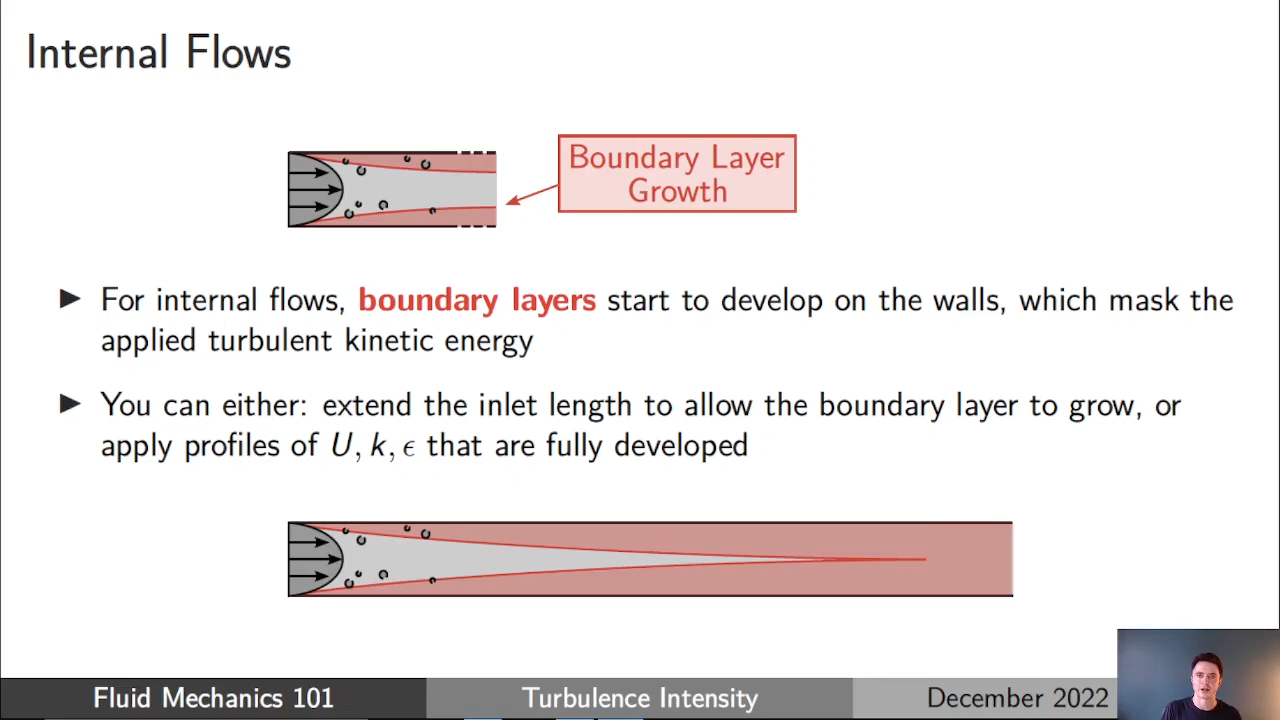 Internal Flows
Boundary Layer
Growth
▶ For internal flows, boundary layers start to develop on the walls, which mask the
applied turbulent kinetic energy
▶ You can either: extend the inlet length to allow the boundary layer to grow, or
apply profiles of U, k, ϵ that are fully developed
Fluid Mechanics 101
Turbulence Intensity
December 2022